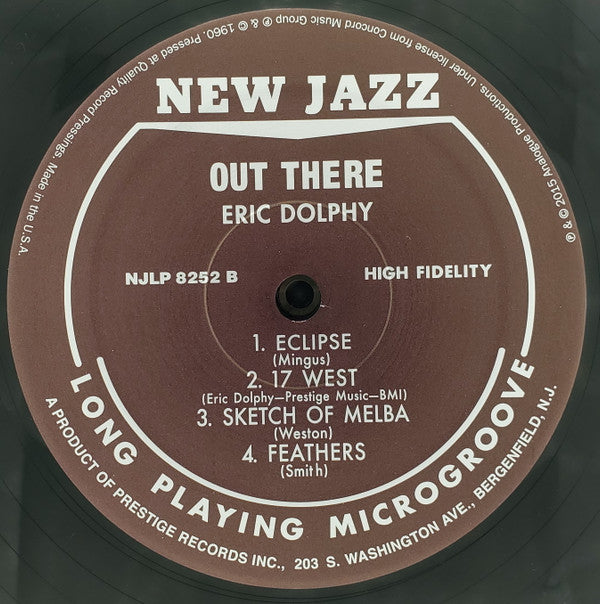 ℗ & © 2015 Analogue Productions. Under license from Concord Music Group ℗ & © 1960. Pressed at Quality Record Pressings. Made in the U.S.A.
NEW JAZZ
OUT THERE
ERIC DOLPHY
NJLP 8252 B
HIGH FIDELITY
1. ECLIPSE
(Mingus)
2. 17 WEST
(Eric Dolphy—Prestige Music—BMI)
3. SKETCH OF MELBA
(Weston)
4. FEATHERS
(Smith)
LONG PLAYING MICROGROOVE
A PRODUCT OF PRESTIGE RECORDS INC., 203 S. WASHINGTON AVE., BERGENFIELD, N.J.